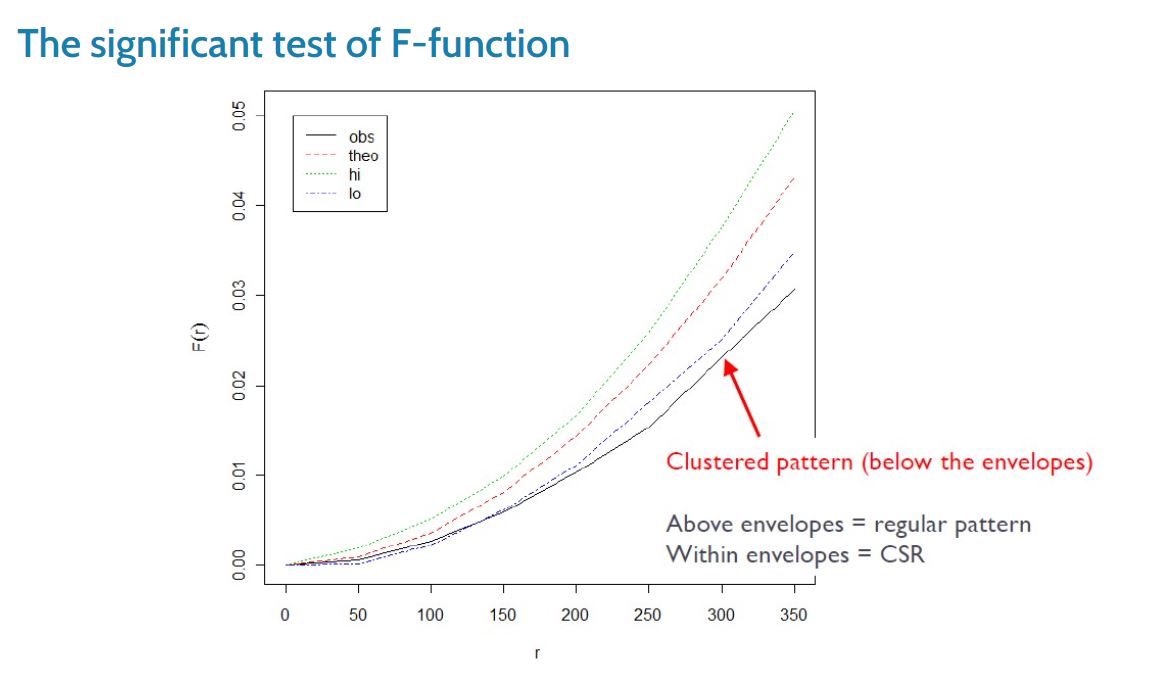 The significant test of F-function
obs
theo
hi
lo
0.05
0.04
0.03
0.02
0.01
0.00
F(r)
0 50 100 150 200 250 300 350
r
Clustered pattern (below the envelopes)
Above envelopes = regular pattern
Within envelopes = CSR